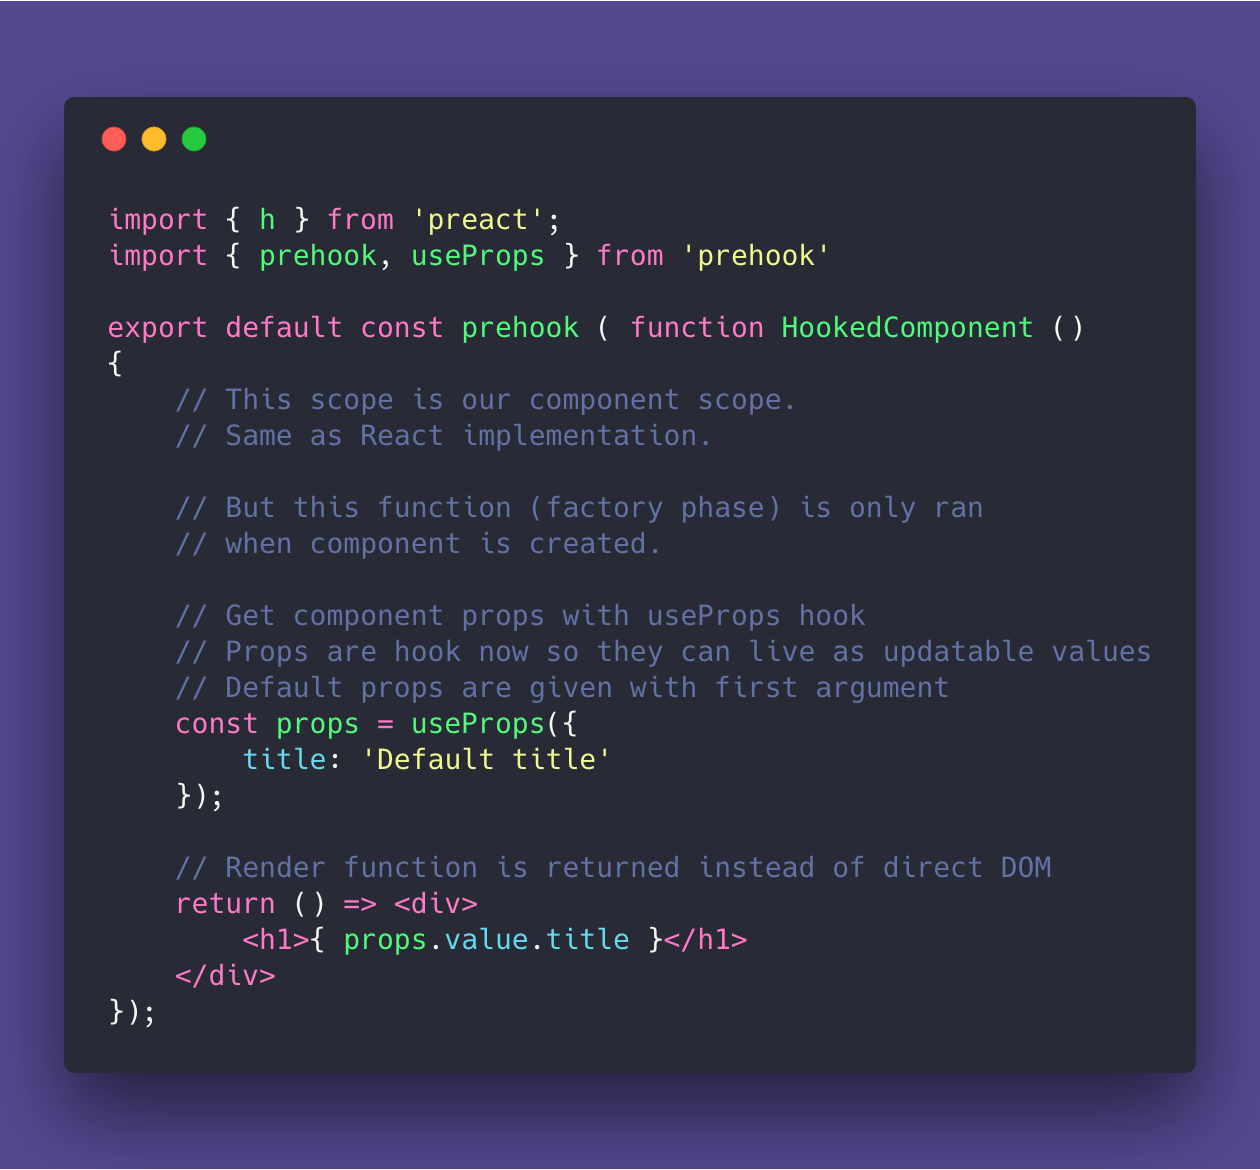 import { h } from 'preact';
import { prehook, useProps } from 'prehook'

export default const prehook ( function HookedComponent ()
{
    // This scope is our component scope.
    // Same as React implementation.

    // But this function (factory phase) is only ran
    // when component is created.

    // Get component props with useProps hook
    // Props are hook now so they can live as updatable values
    // Default props are given with first argument
    const props = useProps({
        title: 'Default title'
    });

    // Render function is returned instead of direct DOM
    return () => <div>
        <h1>{ props.value.title }</h1>
    </div>
});